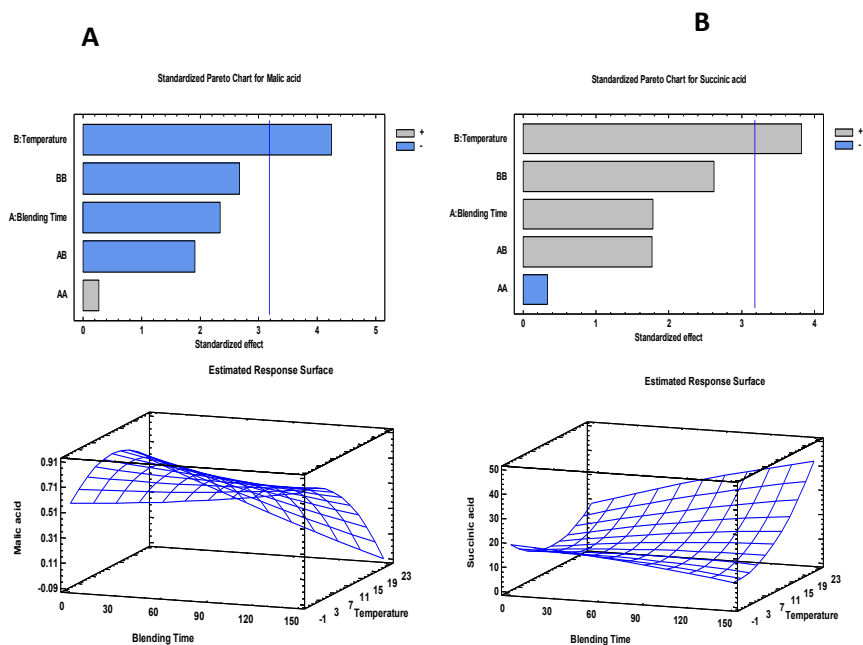 A
Standardized Pareto Chart for Malic acid
B:Temperature
BB
A:Blending Time
AB
AA
+
-
0 1 2 3 4 5
Standardized effect
Estimated Response Surface
0.91
0.71
0.51
0.31
0.11
-0.09
Malic acid
0 30 60 90 120 150
Blending Time
-1 3 7 11 15 19 23
Temperature
B
Standardized Pareto Chart for Succinic acid
B:Temperature
BB
A:Blending Time
AB
AA
+
-
0 1 2 3 4
Standardized effect
Estimated Response Surface
50
40
30
20
10
0
Succinic acid
0 30 60 90 120 150
Blending Time
-1 3 7 11 15 19 23
Temperature